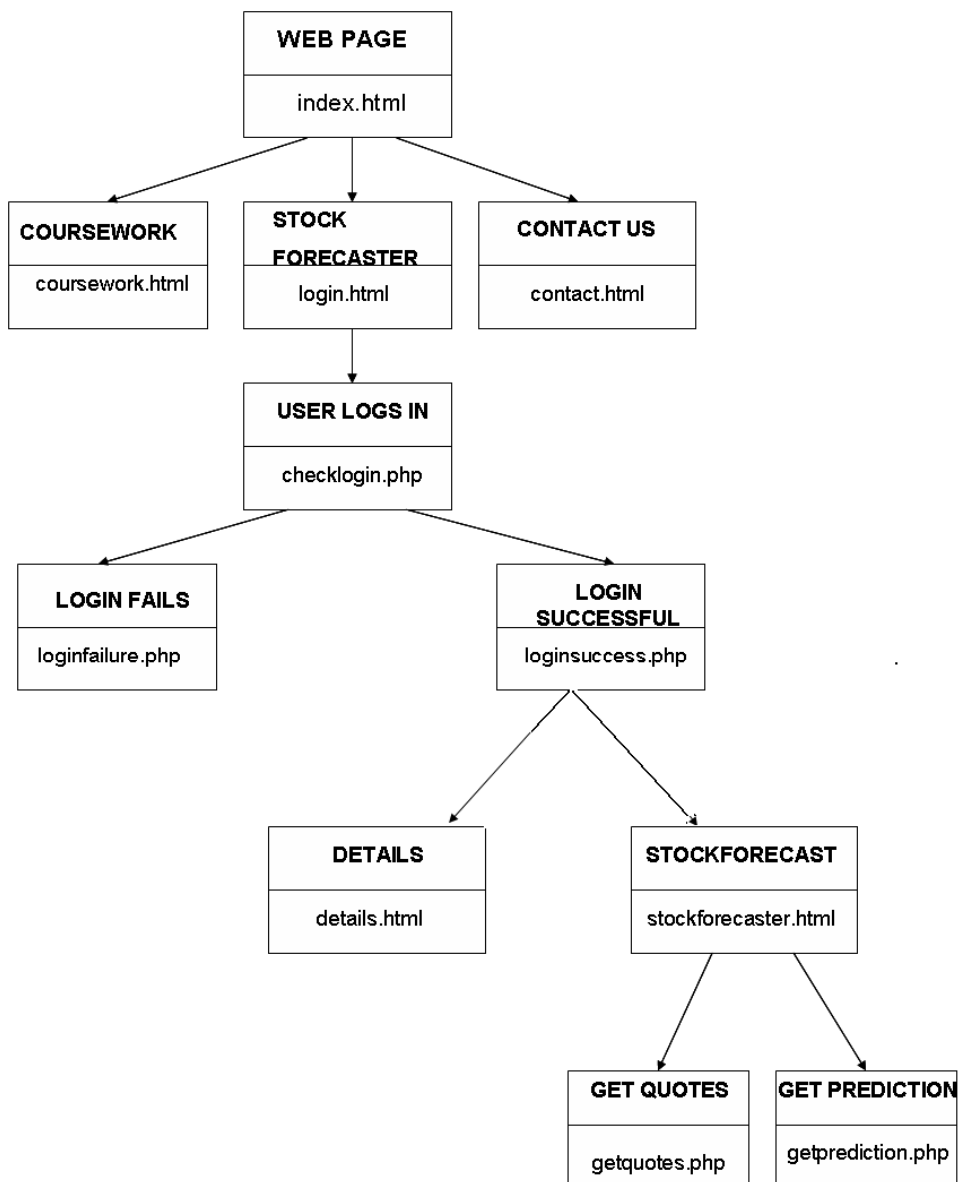 WEB PAGE
index.html
COURSEWORK
coursework.html
STOCK
FORECASTER
login.html
CONTACT US
contact.html
USER LOGS IN
checklogin.php
LOGIN FAILS
loginfailure.php
LOGIN
SUCCESSFUL
loginsuccess.php
DETAILS
details.html
STOCKFORECAST
stockforecaster.html
GET QUOTES
getquotes.php
GET PREDICTION
getprediction.php